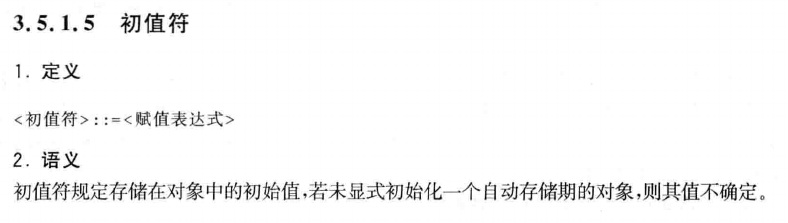 3.5.1.5 初值符
1. 定义
<初值符>::=<赋值表达式>
2. 语义
初值符规定存储在对象中的初始值,若未显式初始化一个自动存储期的对象,则其值不确定。